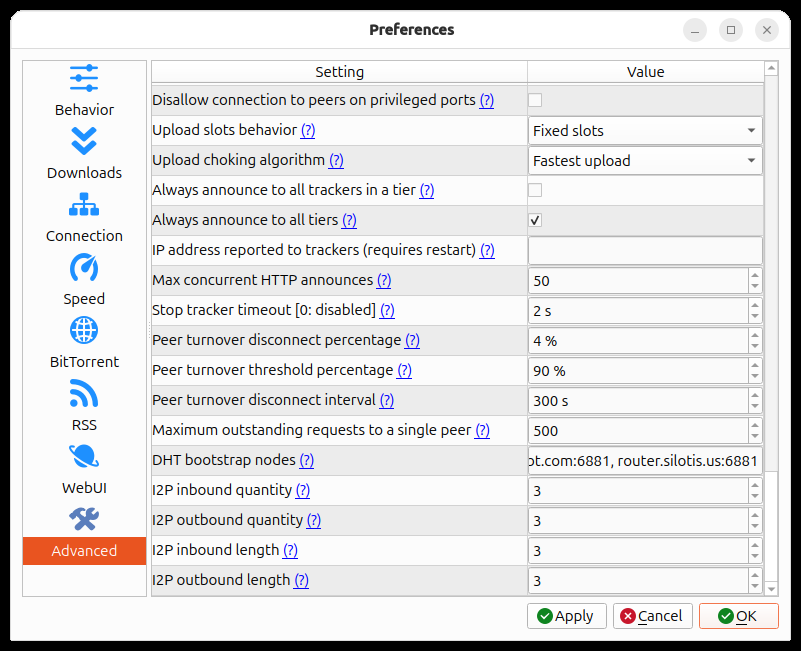 Preferences
Behavior
Downloads
Connection
Speed
BitTorrent
RSS
WebUI
Advanced
Setting Value
Disallow connection to peers on privileged ports (?)
Upload slots behavior (?) Fixed slots
Upload choking algorithm (?) Fastest upload
Always announce to all trackers in a tier (?)
Always announce to all tiers (?)
IP address reported to trackers (requires restart) (?)
Max concurrent HTTP announces (?) 50
Stop tracker timeout [0: disabled] (?) 2 s
Peer turnover disconnect percentage (?) 4 %
Peer turnover threshold percentage (?) 90 %
Peer turnover disconnect interval (?) 300 s
Maximum outstanding requests to a single peer (?) 500
DHT bootstrap nodes (?) ot.com:6881, router.silotis.us:6881
I2P inbound quantity (?) 3
I2P outbound quantity (?) 3
I2P inbound length (?) 3
I2P outbound length (?) 3
Apply Cancel OK